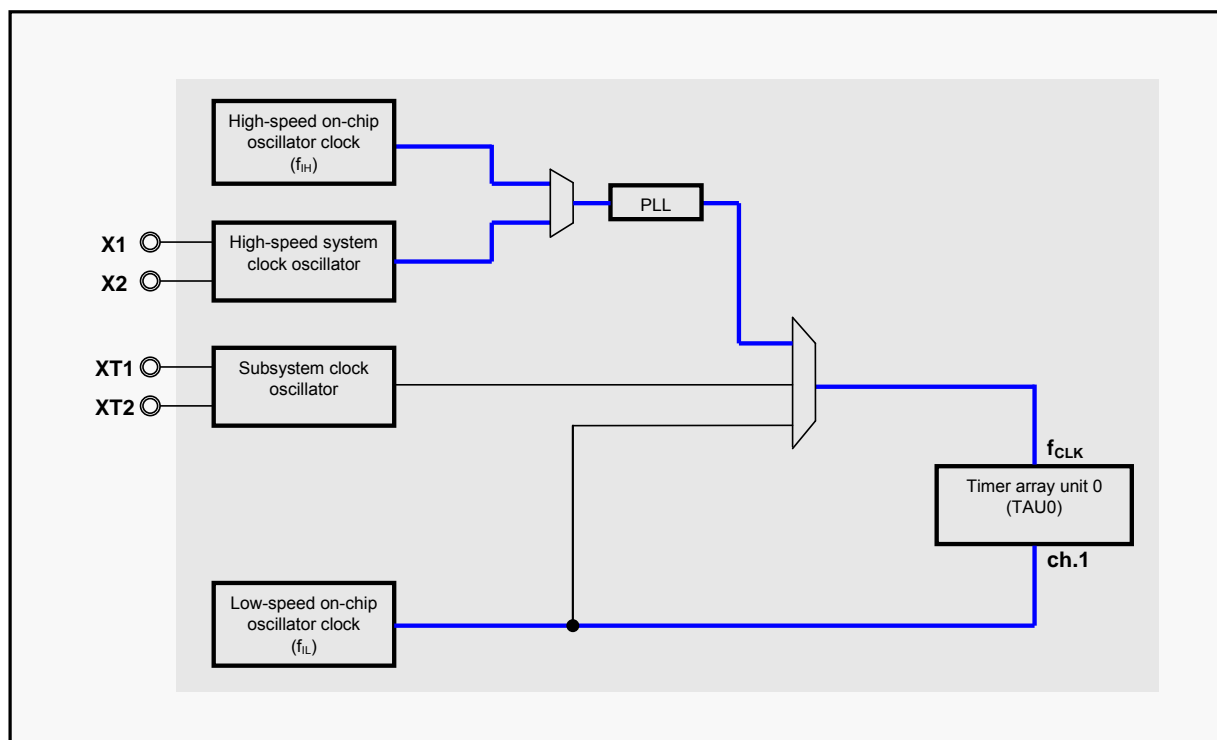 High-speed on-chip
oscillator clock
(fIH)
X1
X2
High-speed system
clock oscillator
PLL
XT1
XT2
Subsystem clock
oscillator
fCLK
Timer array unit 0
(TAU0)
ch.1
Low-speed on-chip
oscillator clock
(fIL)